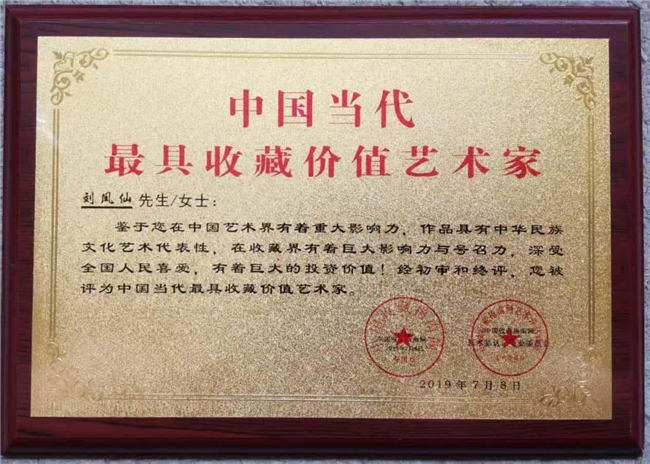 中国当代
最具收藏价值艺术家
刘凤仙 先生/女士：
鉴于您在中国艺术界有着重大影响力，作品具有中华民族
文化艺术代表性，在收藏界有着巨大影响力与号召力，深受
全国人民喜爱，有着巨大的投资价值！经初审和终评，您被
评为中国当代最具收藏价值艺术家。
2019年7月8日